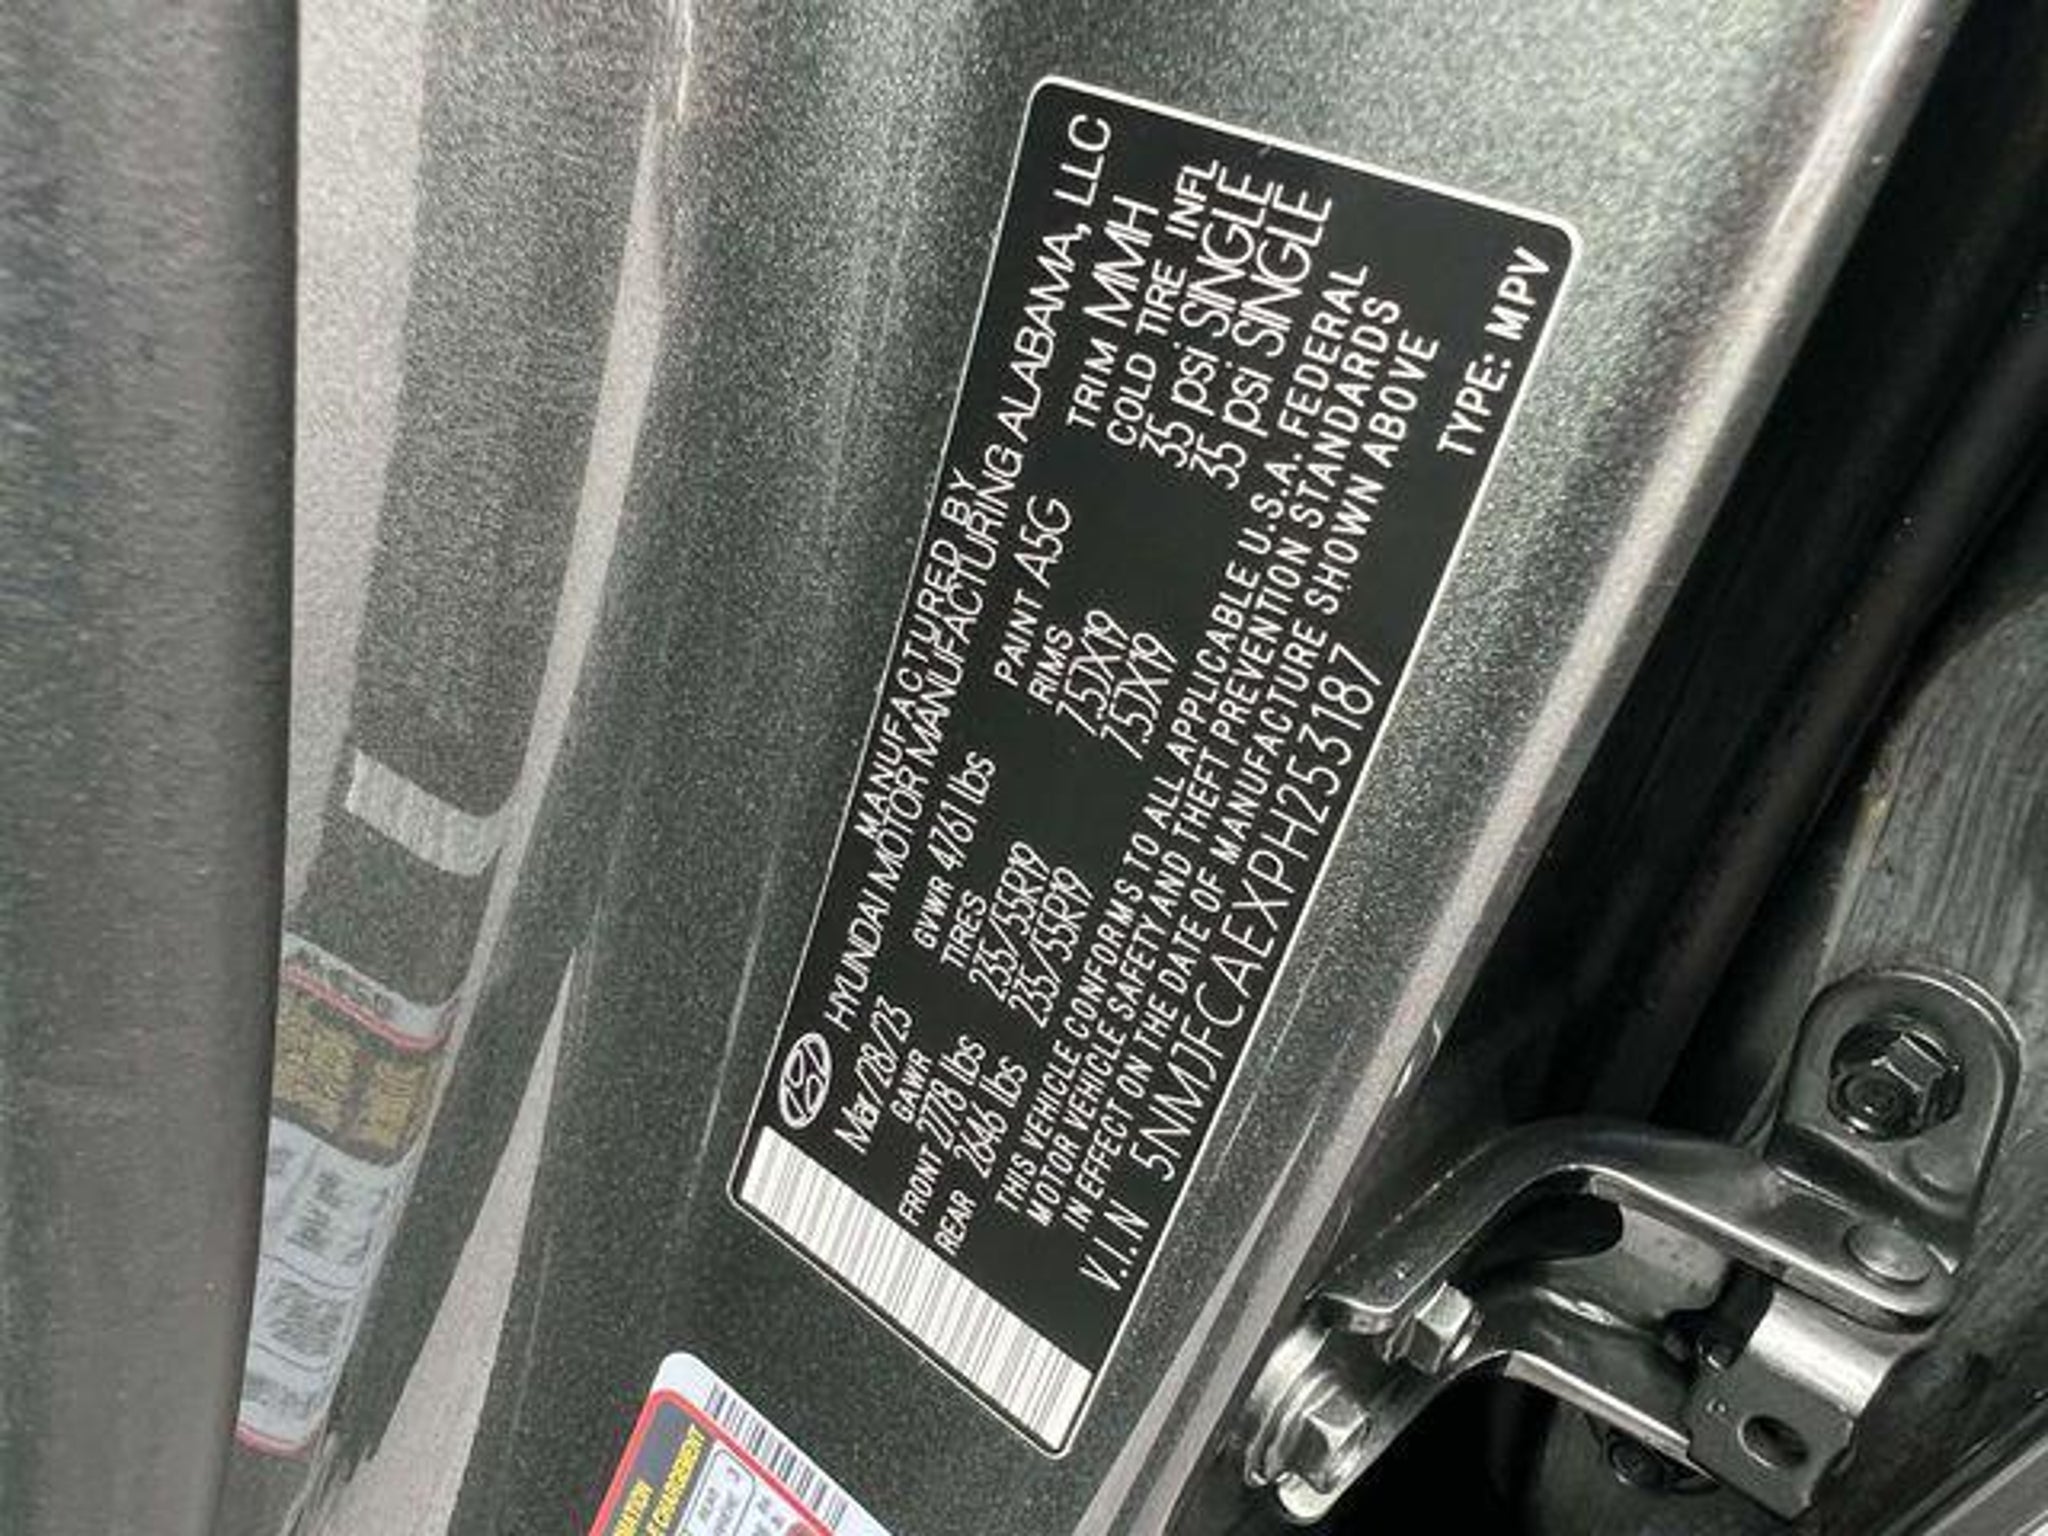 MANUFACTURED BY
HYUNDAI MOTOR MANUFACTURING ALABAMA, LLC
Mar/28/23 GVWR 4761 lbs PAINT A5G TRIM MMH
GAWR TIRES RIMS COLD TIRE INFL
FRONT 2778 lbs 235/55R19 7.5JX19 35 psi SINGLE
REAR 2646 lbs 235/55R19 7.5JX19 35 psi SINGLE
THIS VEHICLE CONFORMS TO ALL APPLICABLE U.S.A. FEDERAL
MOTOR VEHICLE SAFETY AND THEFT PREVENTION STANDARDS
IN EFFECT ON THE DATE OF MANUFACTURE SHOWN ABOVE
V.I.N 5NMJFCAEXPH253187
TYPE: MPV
REAR